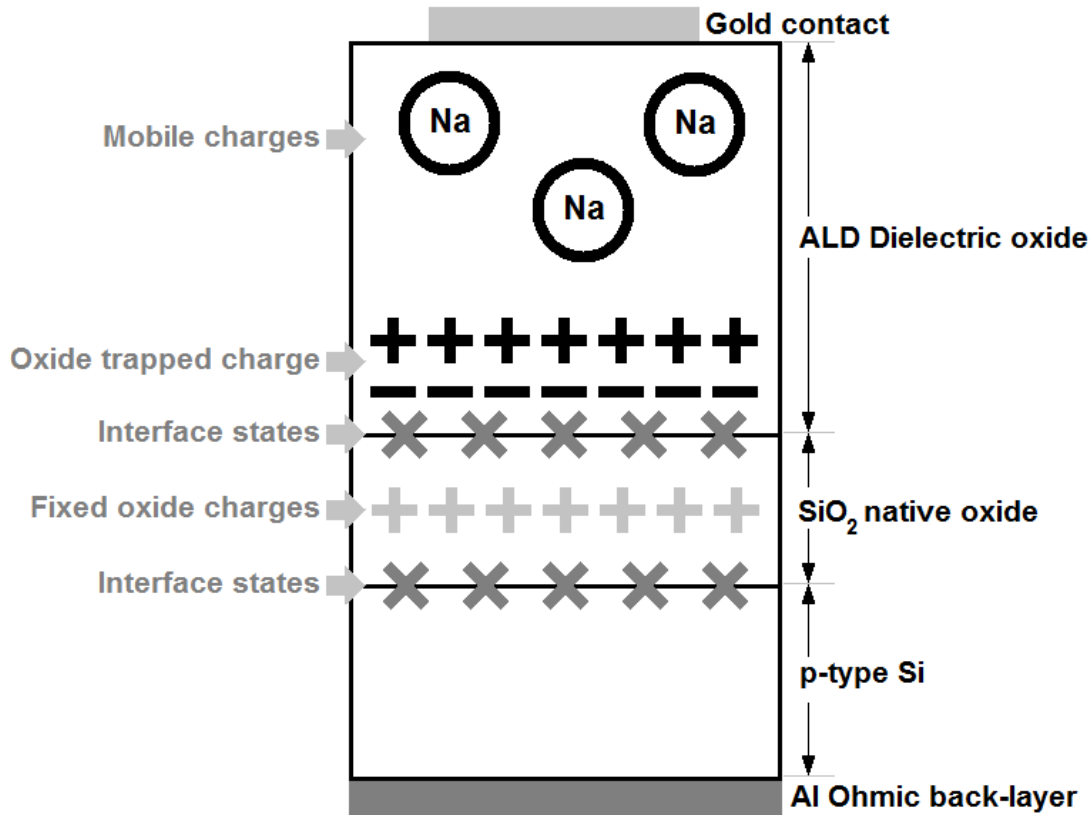 Gold contact
Na
Na
Mobile charges
Na
ALD Dielectric oxide
Oxide trapped charge
Interface states
Fixed oxide charges
SiO₂ native oxide
Interface states
p-type Si
Al Ohmic back-layer